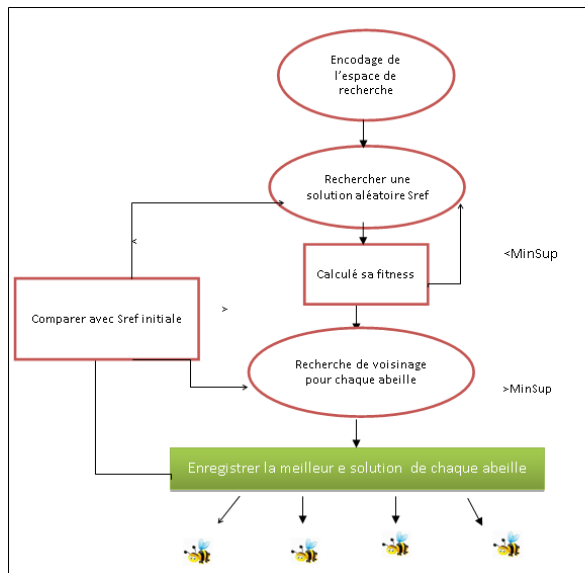 Encodage de
l'espace de
recherche
Rechercher une
solution aléatoire Sref
<
Calculé sa fitness
<MinSup
Comparer avec Sref initiale
>
Recherche de voisinage
pour chaque abeille
>MinSup
Enregistrer la meilleur e solution de chaque abeille